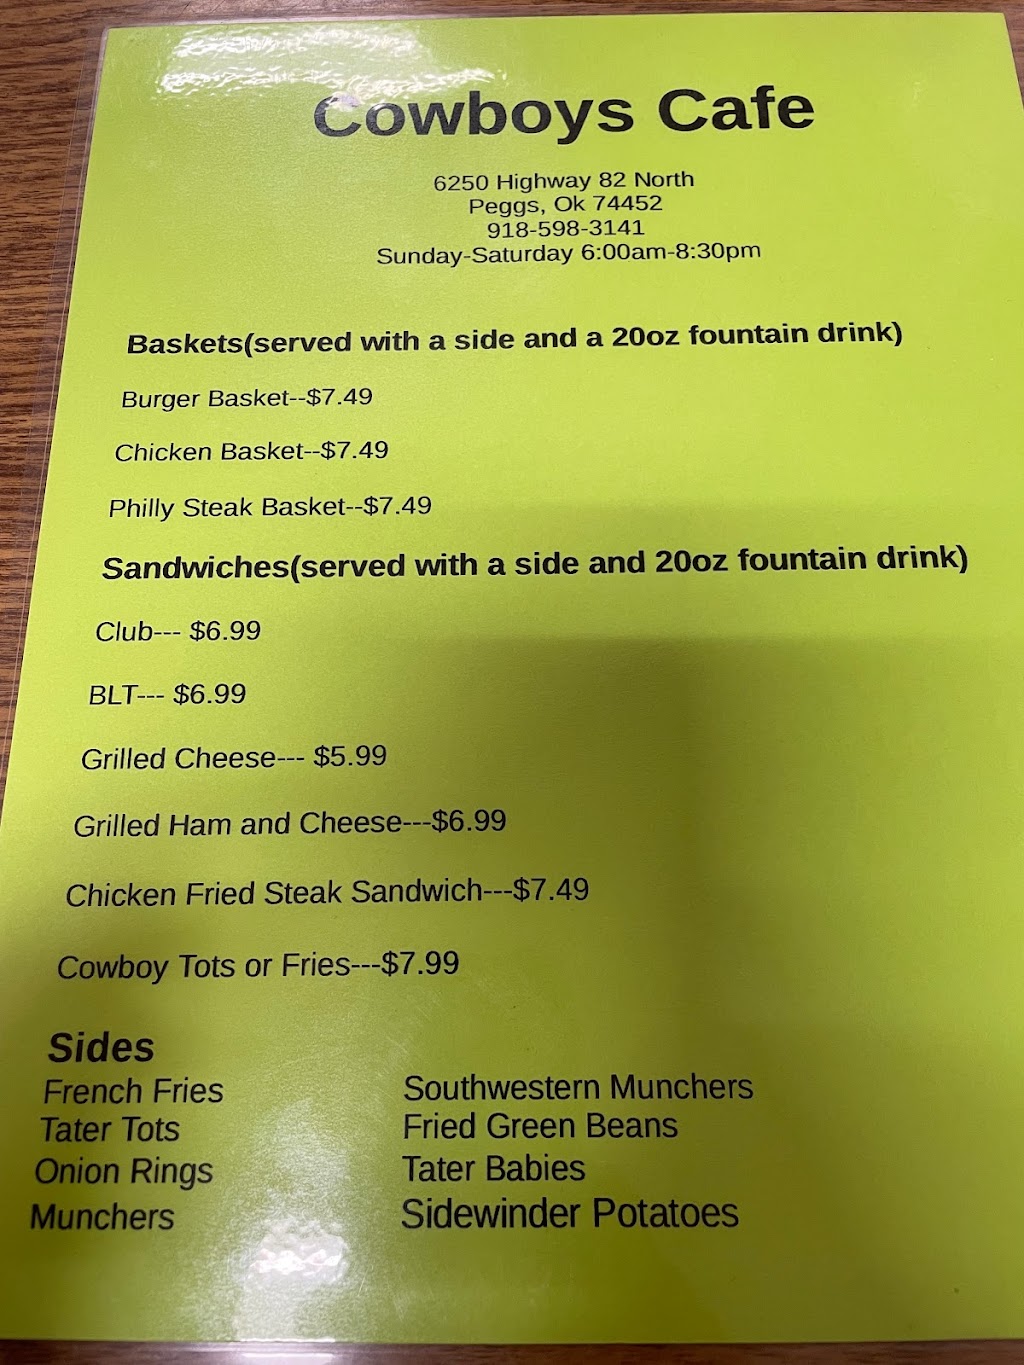 Cowboys Cafe
6250 Highway 82 North
Peggs, Ok 74452
918-598-3141
Sunday-Saturday 6:00am-8:30pm
Baskets(served with a side and a 20oz fountain drink)
Burger Basket--$7.49
Chicken Basket--$7.49
Philly Steak Basket--$7.49
Sandwiches(served with a side and 20oz fountain drink)
Club--- $6.99
BLT--- $6.99
Grilled Cheese--- $5.99
Grilled Ham and Cheese---$6.99
Chicken Fried Steak Sandwich---$7.49
Cowboy Tots or Fries---$7.99
Sides
French Fries
Tater Tots
Onion Rings
Munchers
Southwestern Munchers
Fried Green Beans
Tater Babies
Sidewinder Potatoes